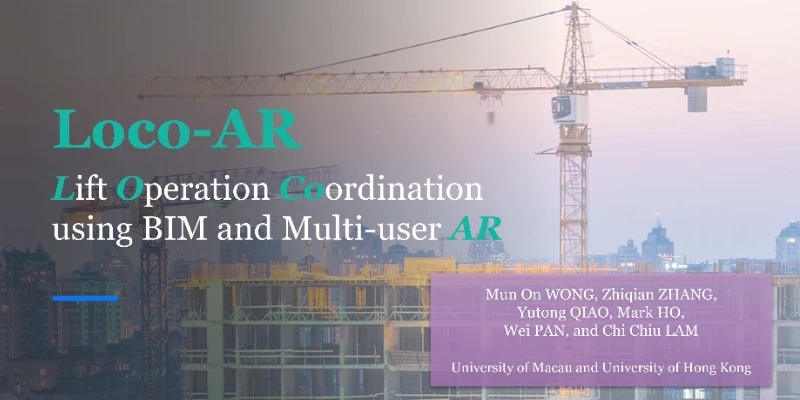 Loco-AR
Lift Operation Coordination
using BIM and Multi-user AR
Mun On WONG, Zhiqian ZHANG,
Yutong QIAO, Mark HO,
Wei PAN, and Chi Chiu LAM
University of Macau and University of Hong Kong